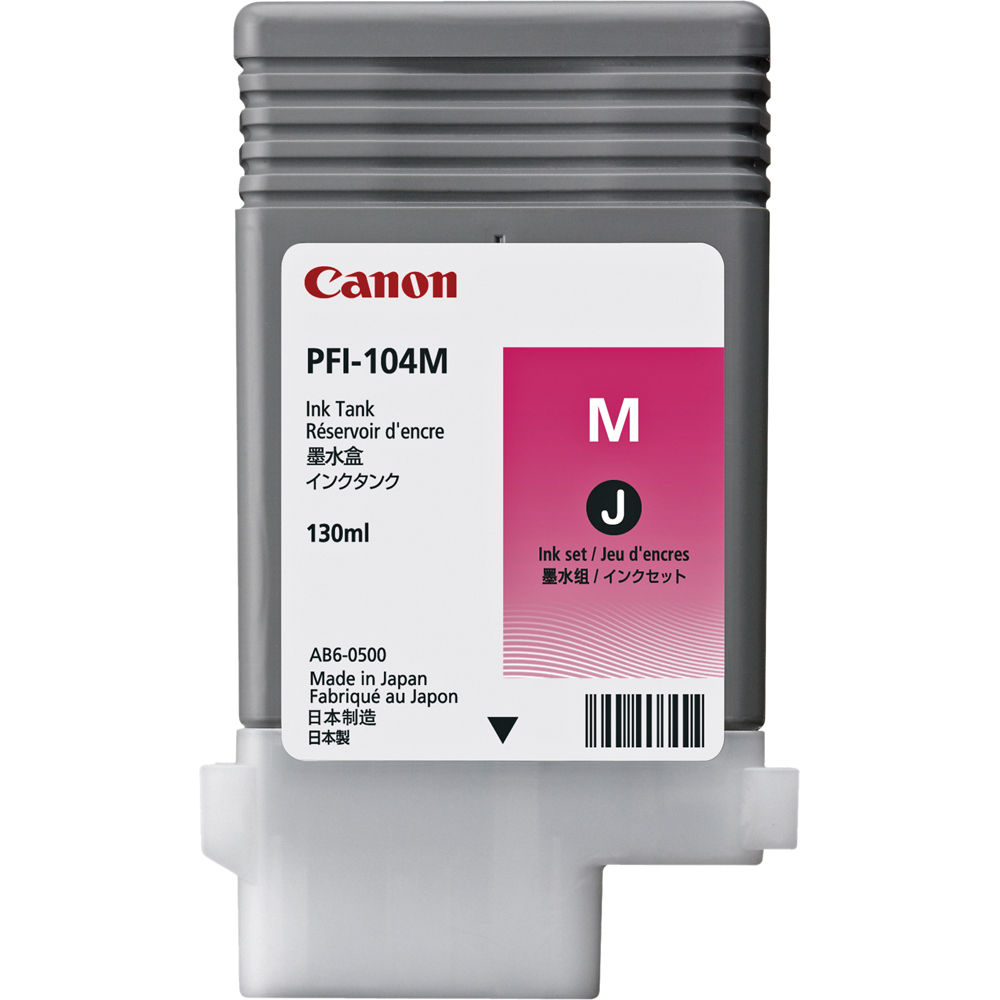 Canon
PFI-104M
Ink Tank
Réservoir d'encre
墨水盒
インクタンク
130ml
M
J
Ink set / Jeu d'encres
墨水组 / インクセット
AB6-0500
Made in Japan
Fabriqué au Japon
日本制造
日本製